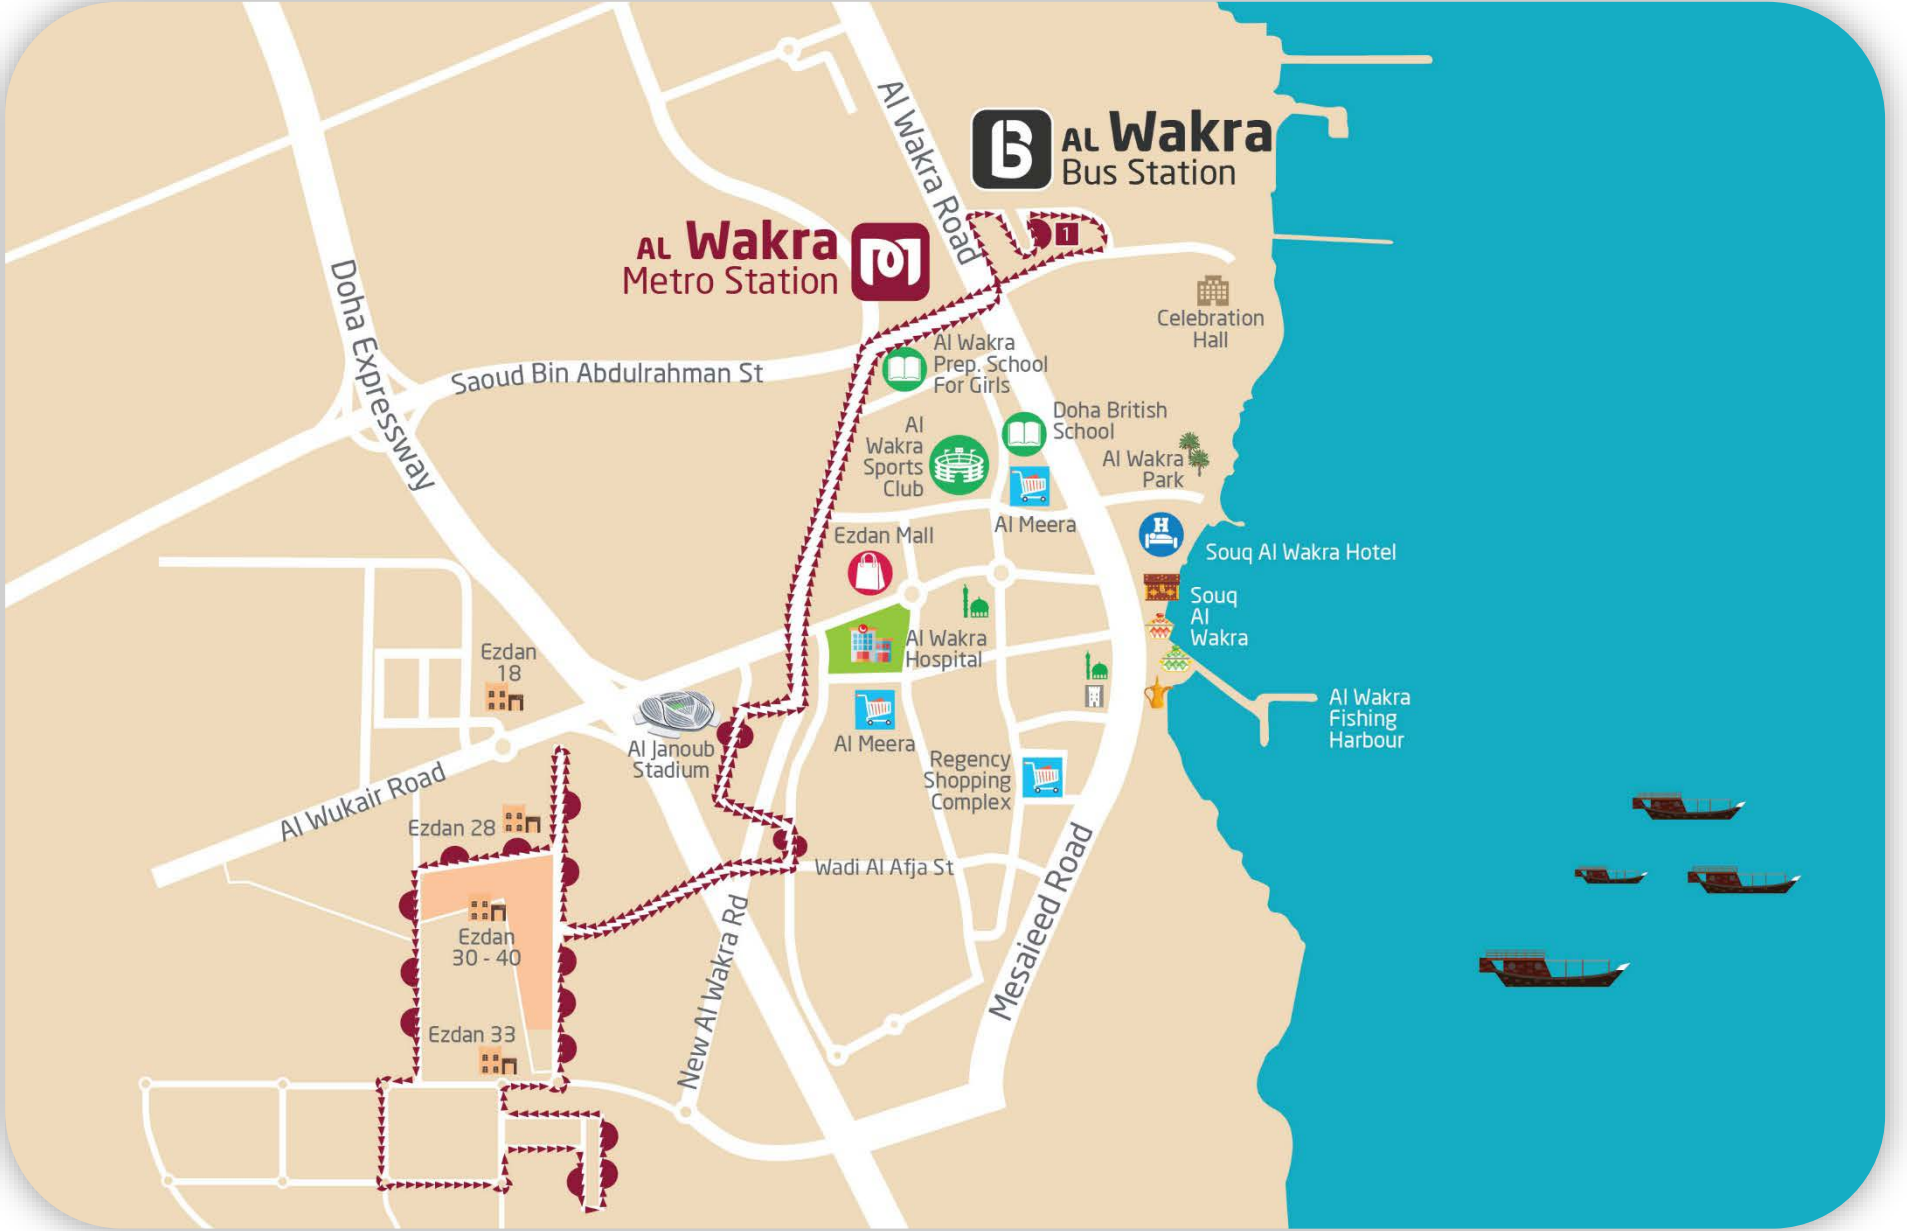 Al Wakra Road
B
AL Wakra
Bus Station
AL Wakra
Metro Station
1
Doha Expressway
Celebration
Hall
Al Wakra
Prep. School
For Girls
Saoud Bin Abdulrahman St
Doha British
School
Al
Wakra
Sports
Club
Al Wakra
Park
Al Meera
Ezdan Mall
H
Souq Al Wakra Hotel
Souq
Al
Wakra
Al Wakra
Hospital
Ezdan
18
Al Wakra
Fishing
Harbour
Al Janoub
Stadium
Al Meera
Regency
Shopping
Complex
Al Wukair Road
Ezdan 28
Wadi Al Afja St
Mesaieed Road
Ezdan
30 - 40
New Al Wakra Rd
Ezdan 33